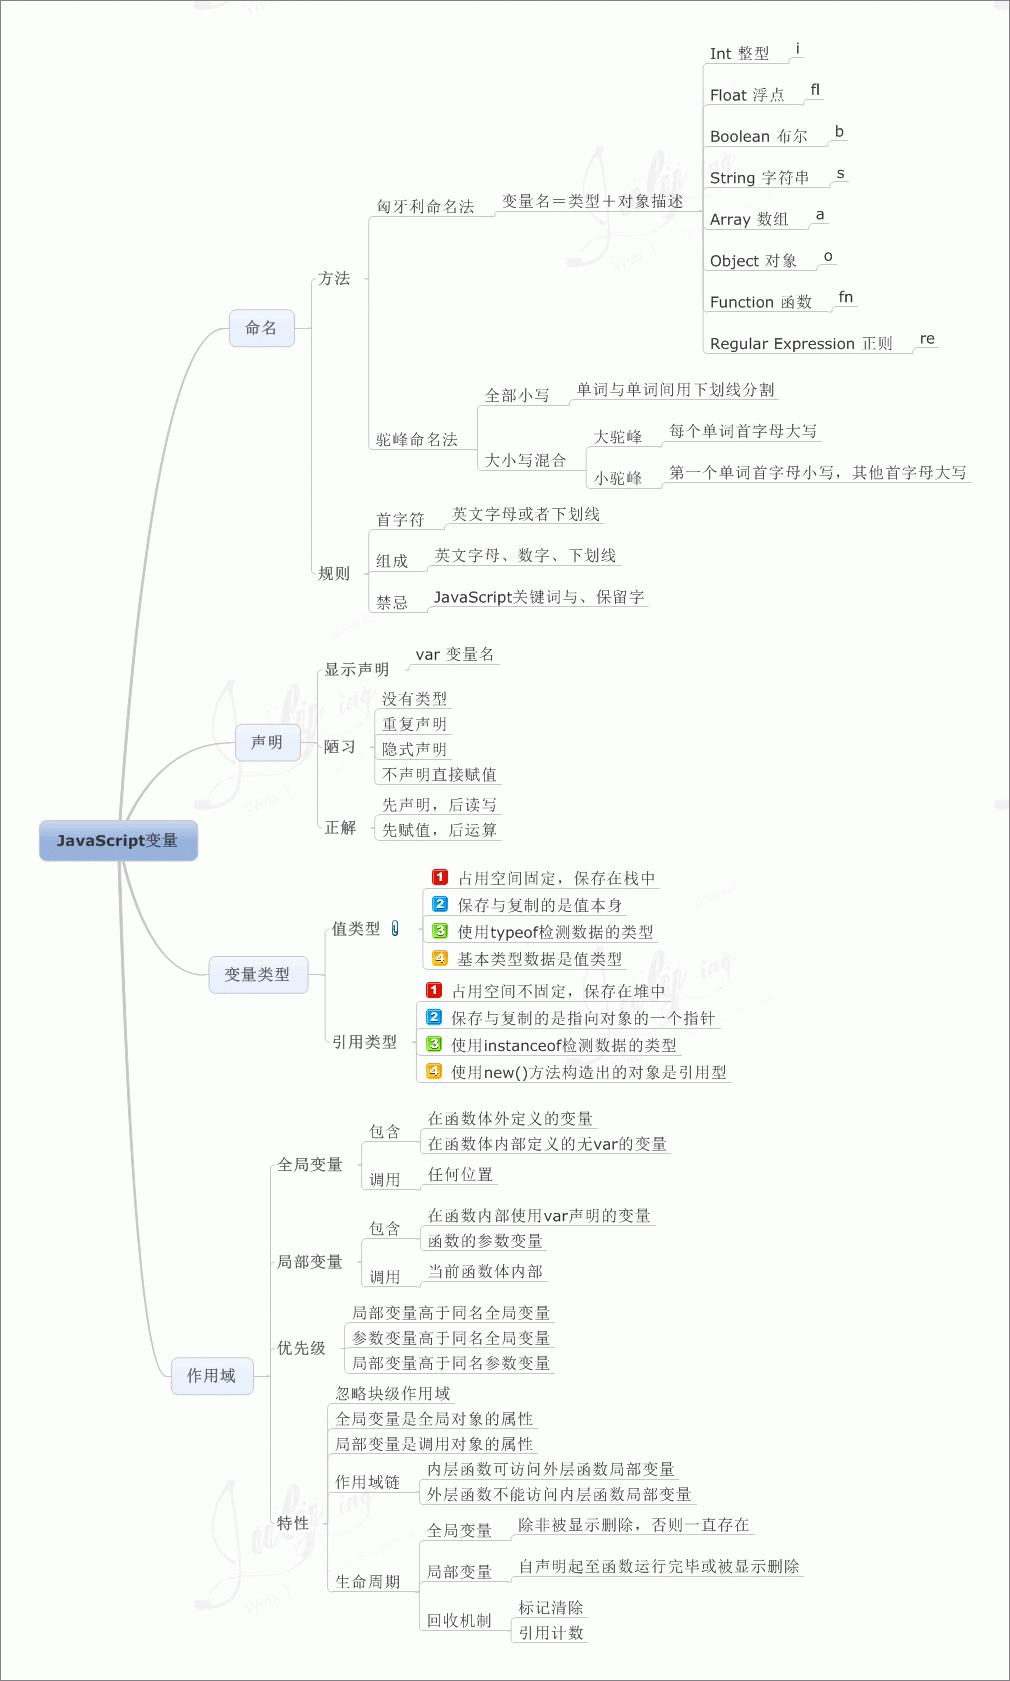 JavaScript变量
命名
方法
匈牙利命名法
变量名＝类型＋对象描述
Int 整型
i
Float 浮点
fl
Boolean 布尔
b
String 字符串
s
Array 数组
a
Object 对象
o
Function 函数
fn
Regular Expression 正则
re
驼峰命名法
全部小写
单词与单词间用下划线分割
大小写混合
大驼峰
每个单词首字母大写
小驼峰
第一个单词首字母小写，其他首字母大写
规则
首字符
英文字母或者下划线
组成
英文字母、数字、下划线
禁忌
JavaScript关键词与、保留字
声明
显示声明
var 变量名
陋习
没有类型
重复声明
隐式声明
不声明直接赋值
正解
先声明，后读写
先赋值，后运算
变量类型
值类型
1 占用空间固定，保存在栈中
2 保存与复制的是值本身
3 使用typeof检测数据的类型
4 基本类型数据是值类型
引用类型
1 占用空间不固定，保存在堆中
2 保存与复制的是指向对象的一个指针
3 使用instanceof检测数据的类型
4 使用new()方法构造出的对象是引用型
作用域
全局变量
包含
在函数体外定义的变量
在函数体内部定义的无var的变量
调用
任何位置
局部变量
包含
在函数内部使用var声明的变量
函数的参数变量
调用
当前函数体内部
优先级
局部变量高于同名全局变量
参数变量高于同名全局变量
局部变量高于同名参数变量
特性
忽略块级作用域
全局变量是全局对象的属性
局部变量是调用对象的属性
作用域链
内层函数可访问外层函数局部变量
外层函数不能访问内层函数局部变量
生命周期
全局变量
除非被显示删除，否则一直存在
局部变量
自声明起至函数运行完毕或被显示删除
回收机制
标记清除
引用计数